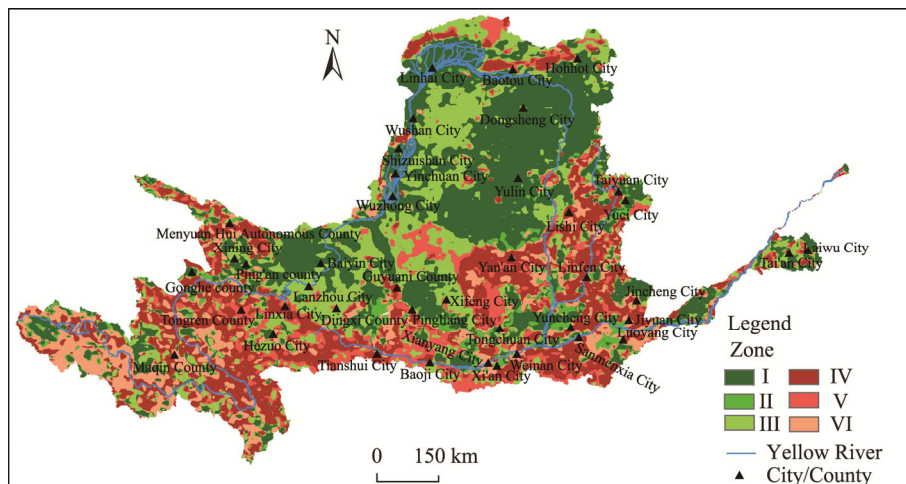 N
Linhai City
Baotou City
Hohhot City
Dongsheng City
Wushan City
Shizuishan City
Yinchuan City
Yulin City
Wuzhong City
Taiyuan City
Yuci City
Lishi City
Menyuan Hui Autonomous County
Xining City
Ping'an county
Baiyin City
Guyuani County
Yan'an City
Linfen City
Laiwu City
Tai'an City
Gonghe county
Lanzhou City
Xifeng City
Jincheng City
Tongren County
Linxia City
Dingxi County
Pingliang City
Yuncheng City
Jiyuan City
Hezuo City
Tongchuan City
Luoyang City
Maqin County
Tianshui City
Xianyang City
Baoji City
Xi'an City
Weinan City
Sanmenxia City
Legend
Zone
I
IV
II
V
III
VI
Yellow River
City/County
0 150 km